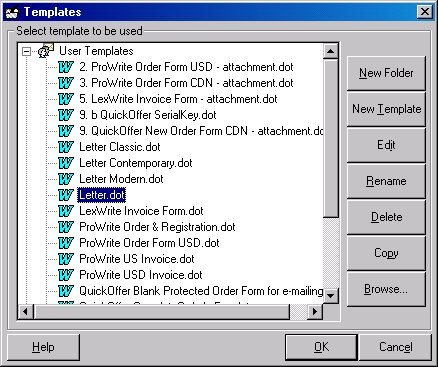 Templates
Select template to be used
User Templates
2. ProWrite Order Form USD - attachment.dot
3. ProWrite Order Form CDN - attachment.dot
5. LexWrite Invoice Form - attachment.dot
9. b QuickOffer SerialKey.dot
9. QuickOffer New Order Form CDN - attachment.do
Letter Classic.dot
Letter Contemporary.dot
Letter Modern.dot
Letter.dot
LexWrite Invoice Form.dot
ProWrite Order & Registration.dot
ProWrite Order Form USD.dot
ProWrite US Invoice.dot
ProWrite USD Invoice.dot
QuickOffer Blank Protected Order Form for e-mailing
New Folder
New Template
Edit
Rename
Delete
Copy
Browse...
Help
OK
Cancel